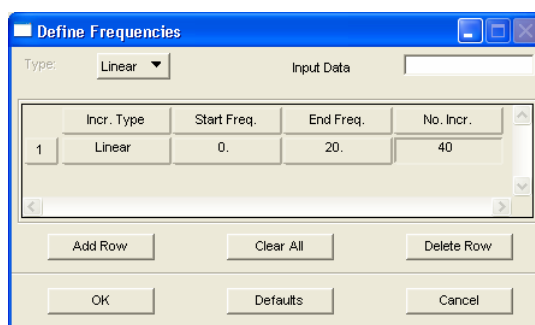 Define Frequencies
Type: Linear Input Data
Incr. Type Start Freq. End Freq. No. Incr.
1 Linear 0. 20. 40
Add Row Clear All Delete Row
OK Defaults Cancel